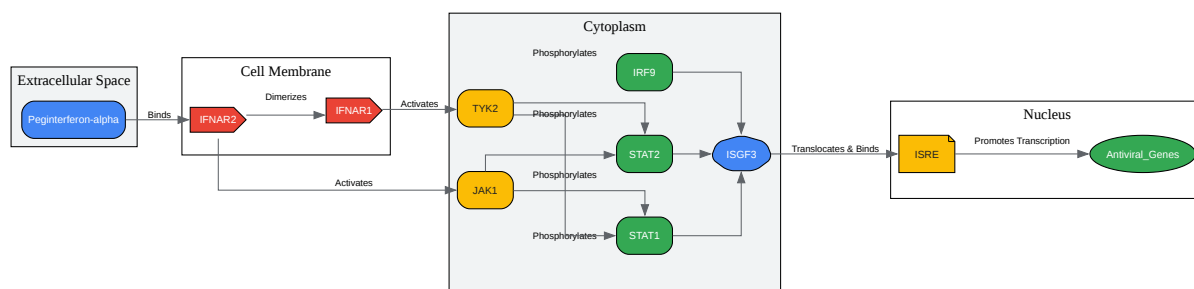 Cytoplasm
Phosphorylates
IRF9
Cell Membrane
Extracellular Space
Dimerizes
Peginterferon-alpha
Binds
IFNAR2
IFNAR1
Activates
TYK2
Phosphorylates
Nucleus
STAT2
ISGF3
Translocates & Binds
ISRE
Promotes Transcription
Antiviral_Genes
Activates
JAK1
Phosphorylates
Phosphorylates
STAT1